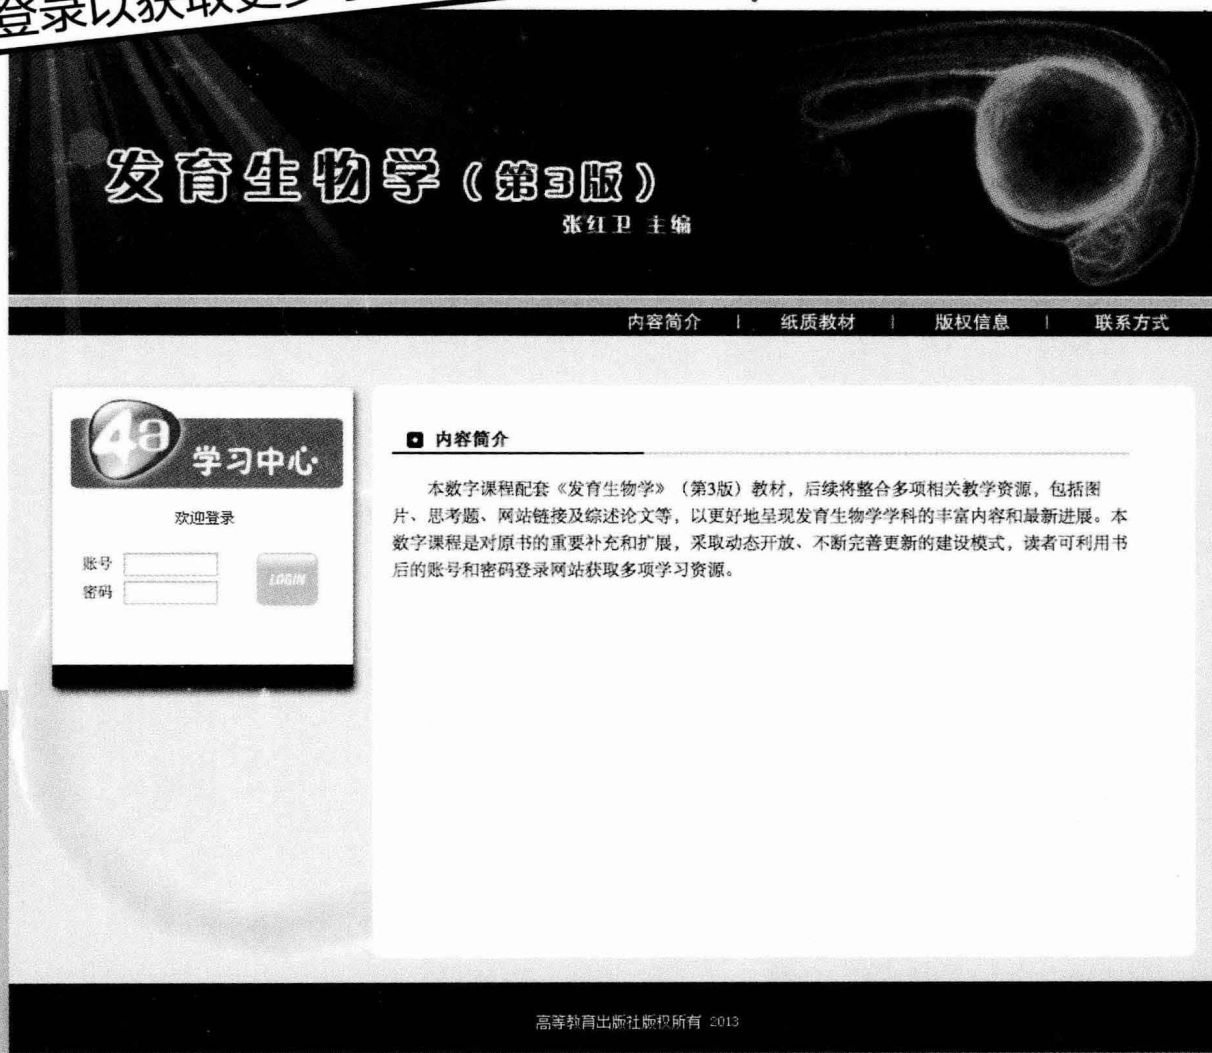 登录以获取更多
发育生物学（第3版）
张红卫 主编
内容简介 | 纸质教材 | 版权信息 | 联系方式
4a
学习中心
欢迎登录
账号
密码
LOGIN
内容简介
本数字课程配套《发育生物学》（第3版）教材，后续将整合多项相关教学资源，包括图
片、思考题、网站链接及综述论文等，以更好地呈现发育生物学学科的丰富内容和最新进展。本
数字课程是对原书的重要补充和扩展，采取动态开放、不断完善更新的建设模式，读者可利用书
后的账号和密码登录网站获取多项学习资源。
高等教育出版社版权所有 2013